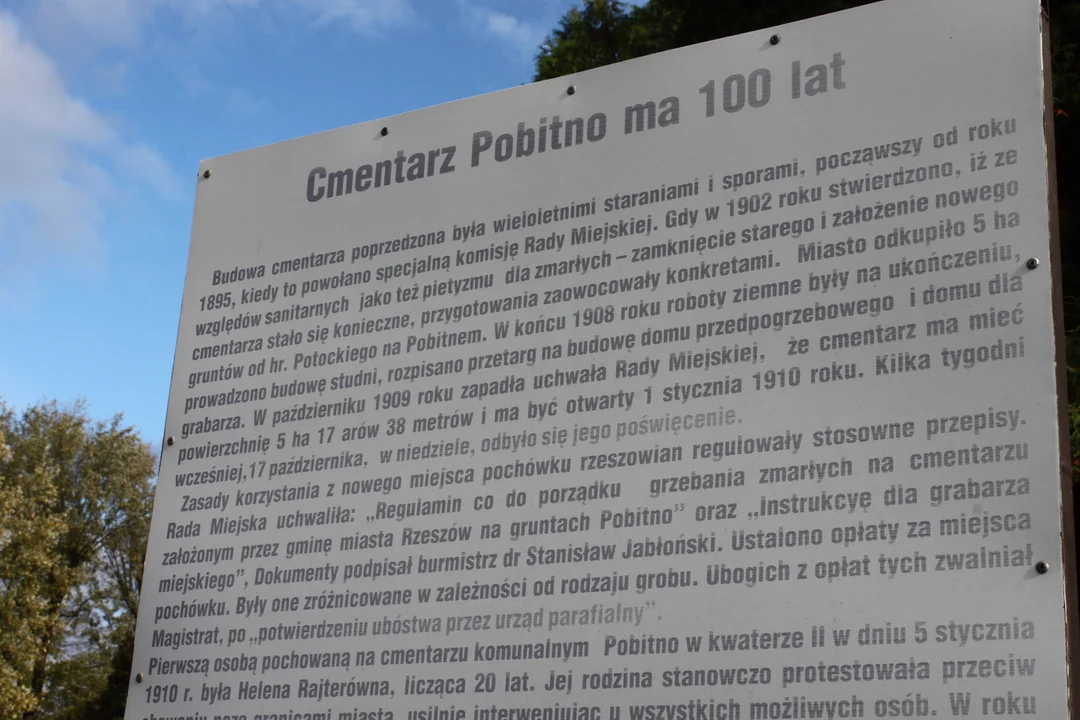 Cmentarz Pobitno ma 100 lat
Budowa cmentarza poprzedzona była wieloietnimi staraniami i sporami, począwszy od roku
1895, kiedy to powołano specjalną komisję Rady Miejskiej. Gdy w 1902 roku stwierdzono, iż ze
względów sanitarnych jako też pietyzmu dla zmarłych – zamknięcie starego i założenie nowego
cmentarza stało się konieczne, przygotowania zaowocowały konkretami. Miasto odkupiło 5 ha
gruntów od hr. Potockiego na Pobitnem. W końcu 1908 roku roboty ziemne były na ukończeniu,
prowadzono budowę studni, rozpisano przetarg na budowę domu przedpogrzebowego i domu dla
grabarza. W październiku 1909 roku zapadła uchwała Rady Miejskiej, że cmentarz ma mieć
powierzchnię 5 ha 17 arów 38 metrów i ma być otwarty 1 stycznia 1910 roku. Kilka tygodni
wcześniej,17 października, w niedziele, odbyło się jego poświęcenie.
Zasady korzystania z nowego miejsca pochówku rzeszowian regulowały stosowne przepisy.
Rada Miejska uchwaliła: „Regulamin co do porządku grzebania zmarłych na cmentarzu
założonym przez gminę miasta Rzeszów na gruntach Pobitno” oraz „Instrukcyę dla grabarza
miejskiego”, Dokumenty podpisał burmistrz dr Stanisław Jabłoński. Ustalono opłaty za miejsca
pochówku. Były one zróżnicowane w zależności od rodzaju grobu. Ubogich z opłat tych zwalniał
Magistrat, po „potwierdzeniu ubóstwa przez urząd parafialny”.
Pierwszą osobą pochowaną na cmentarzu komunalnym Pobitno w kwaterze II w dniu 5 stycznia
1910 r. była Helena Rajterówna, licząca 20 lat. Jej rodzina stanowczo protestowała przeciw
chowaniu poza granicami miasta, usilnie interweniując u wszystkich możliwych osób. W roku